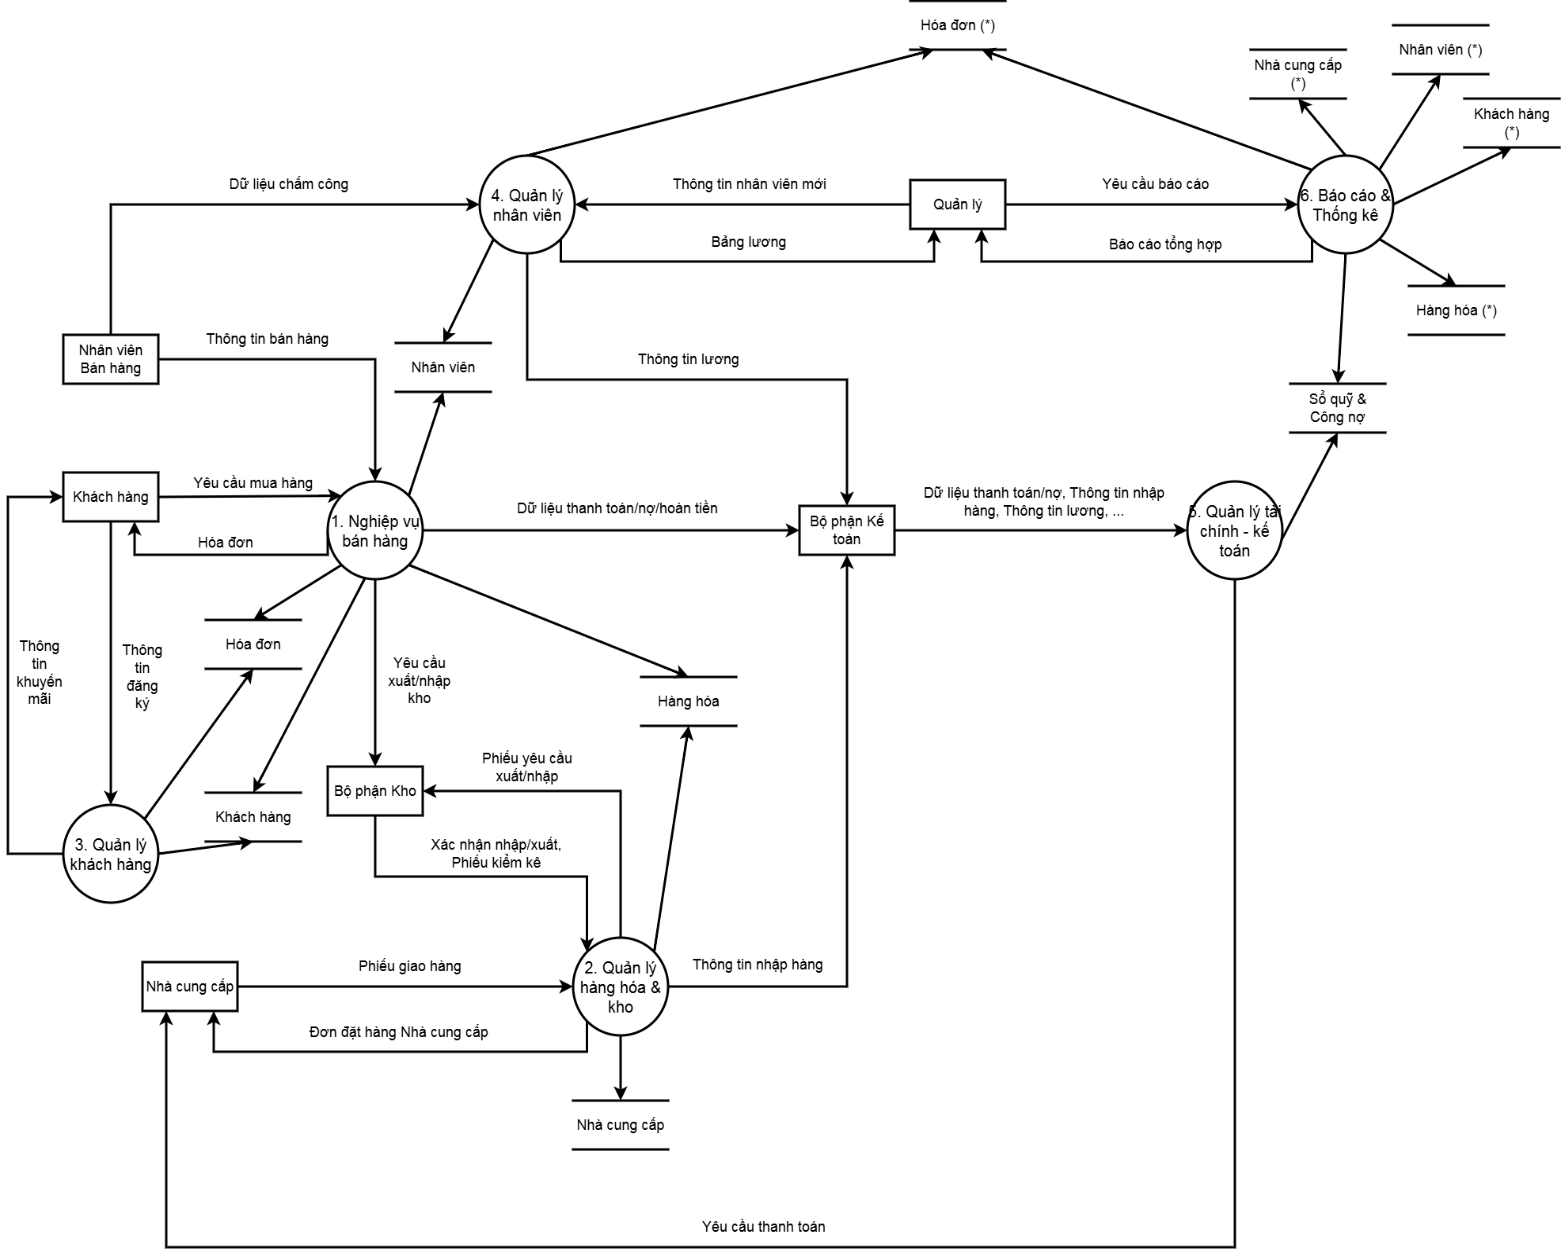 Hóa đơn (*)
Nhân viên (*)
Nhà cung cấp
(*)
Khách hàng
(*)
Dữ liệu chấm công
4. Quản lý
nhân viên
Thông tin nhân viên mới
Quản lý
Yêu cầu báo cáo
6. Báo cáo &
Thống kê
Bảng lương
Báo cáo tổng hợp
Hàng hóa (*)
Nhân viên
Bán hàng
Thông tin bán hàng
Nhân viên
Thông tin lương
Sổ quỹ &
Công nợ
Khách hàng
Yêu cầu mua hàng
1. Nghiệp vụ
bán hàng
Hóa đơn
Dữ liệu thanh toán/nợ/hoàn tiền
Bộ phận Kế
toán
Dữ liệu thanh toán/nợ, Thông tin nhập
hàng, Thông tin lương, ...
5. Quản lý tài
chính - kế
toán
Thông
tin
khuyến
mãi
Thông
tin
đăng
ký
Hóa đơn
Yêu cầu
xuất/nhập
kho
Hàng hóa
Phiếu yêu cầu
xuất/nhập
Bộ phận Kho
Khách hàng
3. Quản lý
khách hàng
Xác nhận nhập/xuất,
Phiếu kiểm kê
Nhà cung cấp
Phiếu giao hàng
2. Quản lý
hàng hóa &
kho
Thông tin nhập hàng
Đơn đặt hàng Nhà cung cấp
Nhà cung cấp
Yêu cầu thanh toán